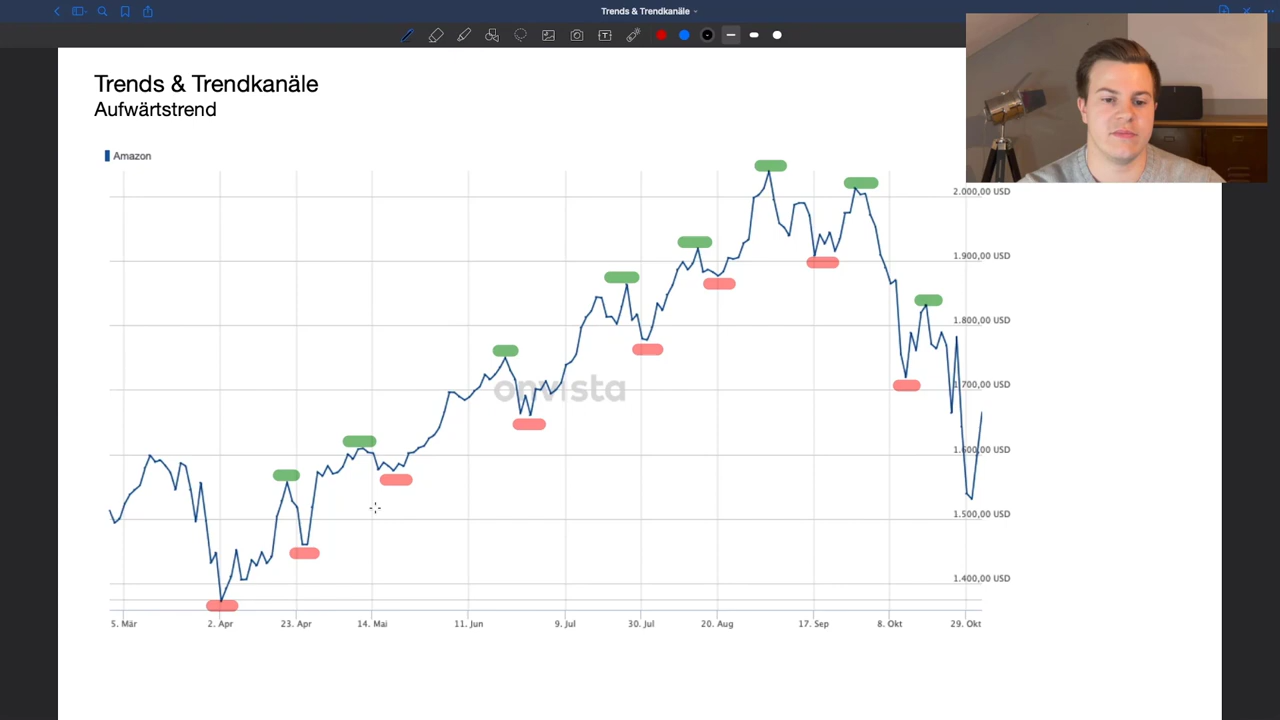 Trends & Trendkanäle
Trends & Trendkanäle
Aufwärtstrend
Amazon
2.000,00 USD
1.900,00 USD
1.800,00 USD
onvista
1.700,00 USD
1.600,00 USD
1.500,00 USD
1.400,00 USD
5. Mär 2. Apr 23. Apr 14. Mai 11. Jun 9. Jul 30. Jul 20. Aug 17. Sep 8. Okt 29. Okt